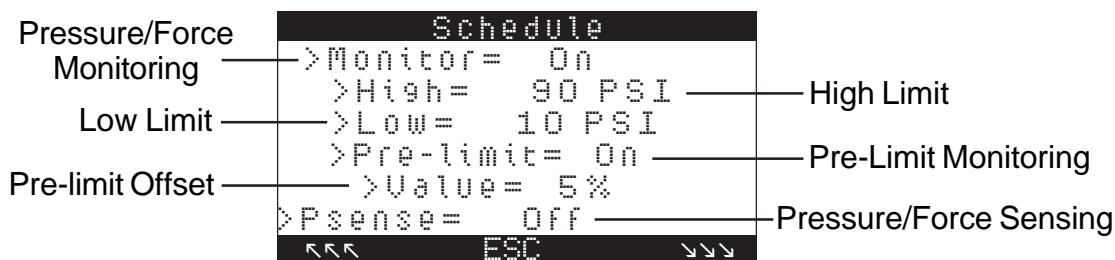 Schedule
Pressure/Force
Monitoring
>Monitor= On
>High= 90 PSI
High Limit
Low Limit
>Low= 10 PSI
>Pre-limit= On
Pre-Limit Monitoring
Pre-limit Offset
>Value= 5%
>Psense= Off
Pressure/Force Sensing
↖↖↖ ESC ↘↘↘